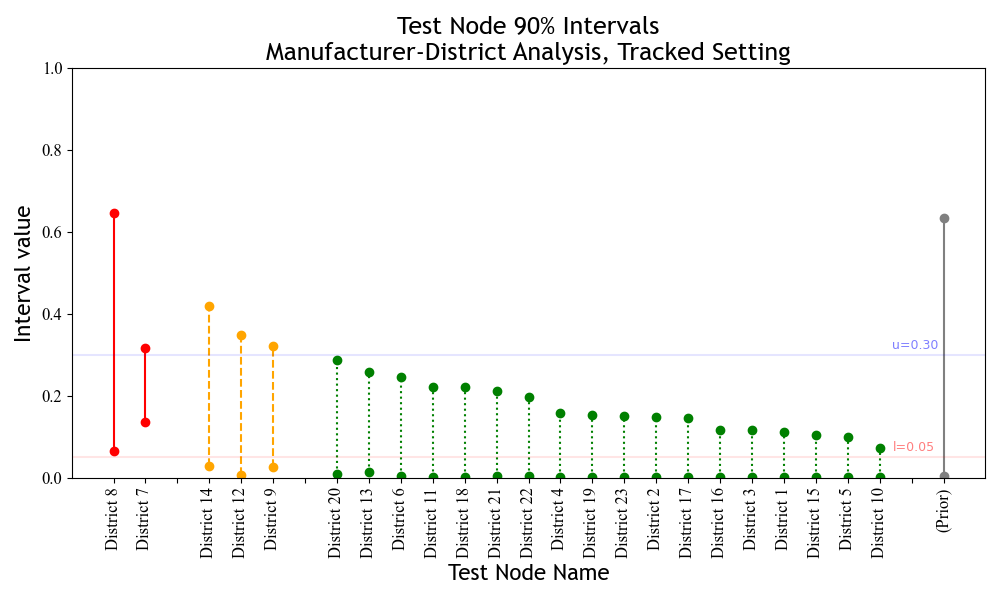 Test Node 90% Intervals
Manufacturer-District Analysis, Tracked Setting
Interval value
1.0
0.8
0.6
0.4
0.2
0.0
u=0.30
l=0.05
District 8
District 7
District 14
District 12
District 9
District 20
District 13
District 6
District 11
District 18
District 21
District 22
District 4
District 19
District 23
District 2
District 17
District 16
District 3
District 1
District 15
District 5
District 10
(Prior)
Test Node Name